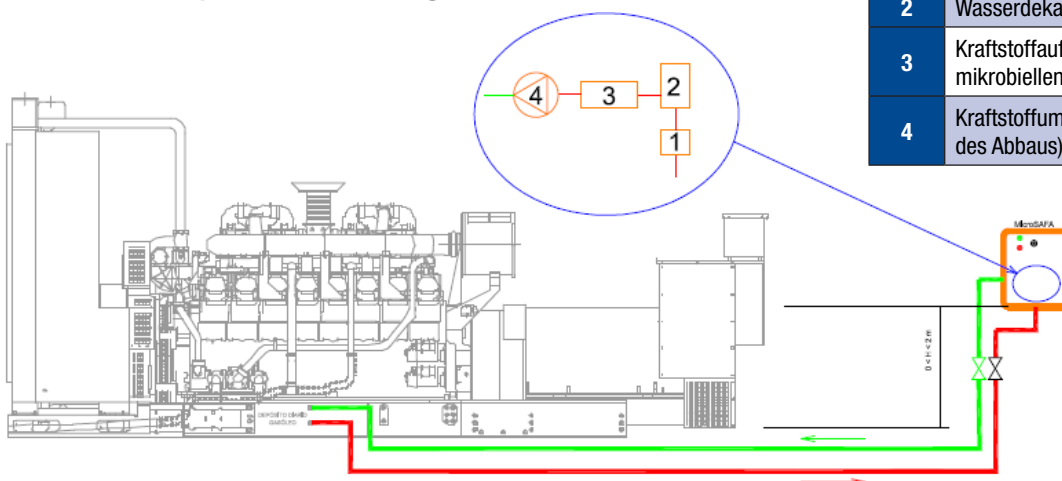 2 Wasserdeka
3 Kraftstoffauf
mikrobiellen
4 Kraftstoffum
des Abbaus)
4 3 2
1
MicroSAFA
0 < H < 2 m
DEPÓSITO DIARIO
GASÓLEO